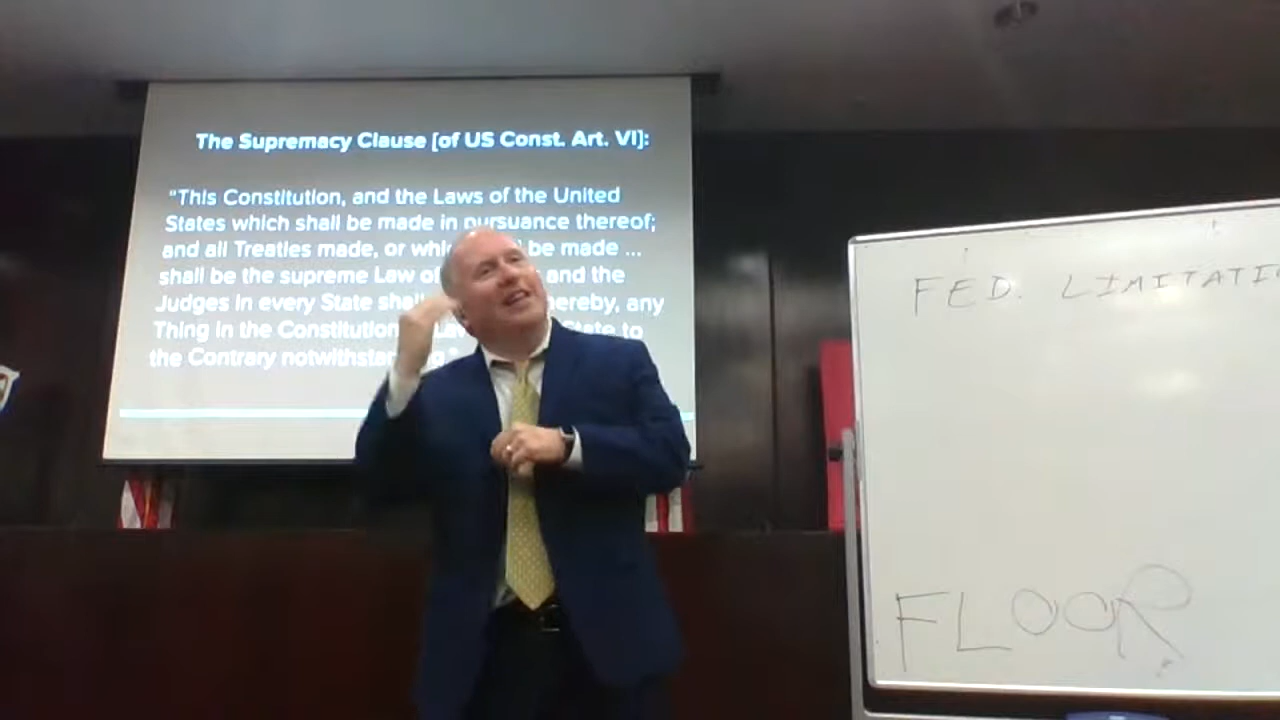 The Supremacy Clause [of US Const. Art. VI]:
"This Constitution, and the Laws of the United
States which shall be made in pursuance thereof;
and all Treaties made, or be made ...
shall be the supreme Law of and the
Judges in every State shall any
Thing in the Constitution State to
the Contrary notwithstanding."
FED. LIMITATI
FLOOR